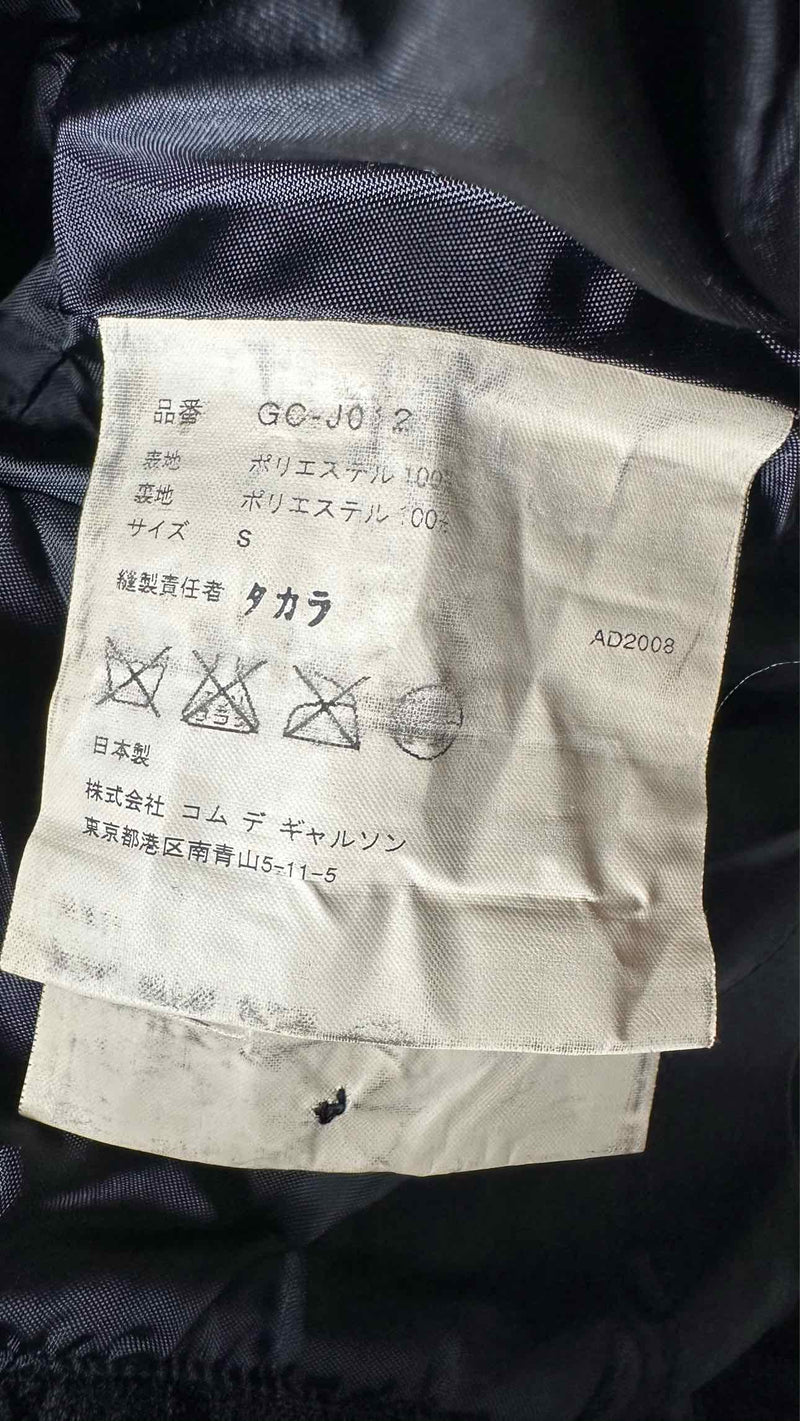 品番 GC-J012
表地 ポリエステル 100%
裏地 ポリエステル 100%
サイズ S
縫製責任者 タカラ
AD2008
日本製
株式会社 コム デ ギャルソン
東京都港区南青山5-11-5